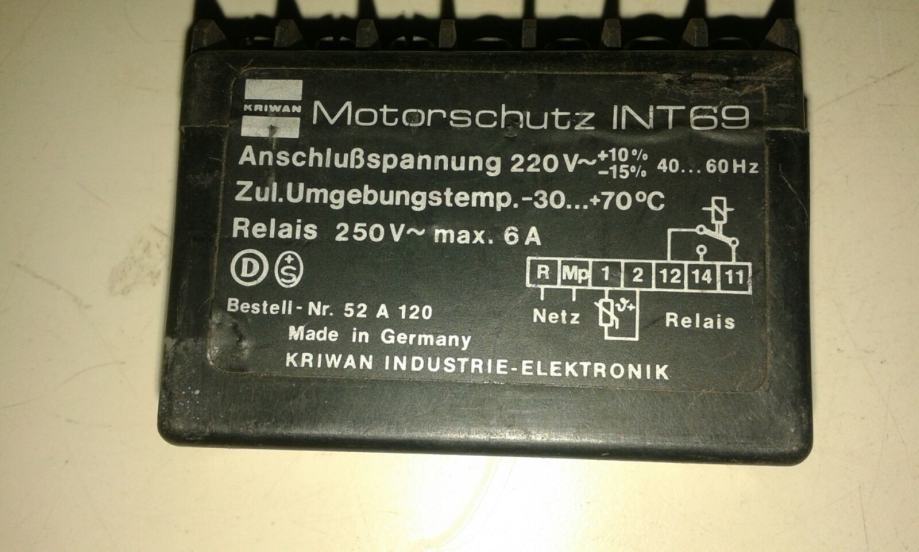 KRIWAN
Motorschutz INT69
Anschlußspannung 220V~ +10% -15% 40...60Hz
Zul.Umgebungstemp.-30...+70°C
Relais 250V~ max. 6A
D +S
R Mp 1 2 12 14 11
ϑ+
Netz Relais
Bestell-Nr. 52 A 120
Made in Germany
KRIWAN INDUSTRIE-ELEKTRONIK